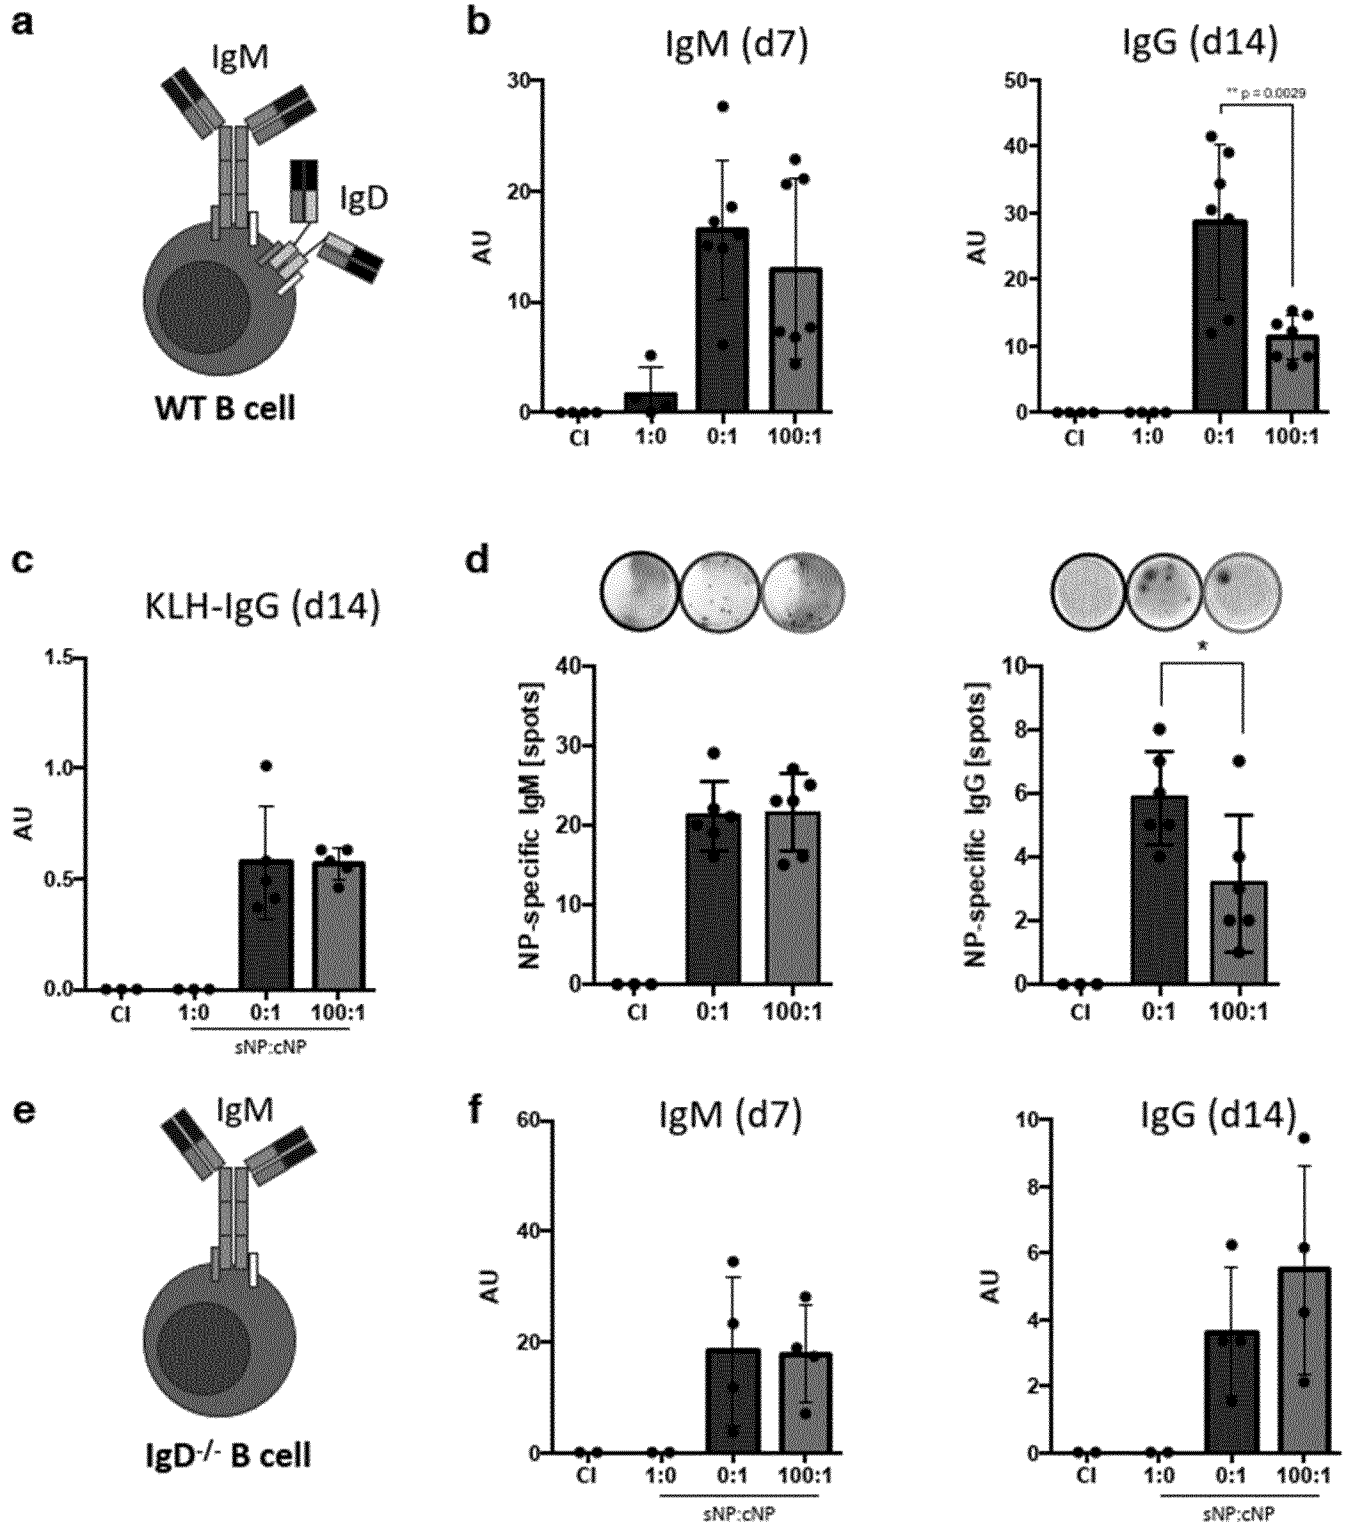 a
IgM
IgD
WT B cell
b
IgM (d7)
30
20
10
0
AU
CI 1:0 0:1 100:1
IgG (d14)
** p = 0.0029
50
40
30
20
10
0
AU
CI 1:0 0:1 100:1
c
KLH-IgG (d14)
1.5
1.0
0.5
0.0
AU
CI 1:0 0:1 100:1
sNP:cNP
d
40
30
20
10
0
NP-specific IgM [spots]
CI 0:1 100:1
*
10
8
6
4
2
0
NP-specific IgG [spots]
CI 0:1 100:1
e
IgM
IgD-/- B cell
f
IgM (d7)
60
40
20
0
AU
CI 1:0 0:1 100:1
sNP:cNP
IgG (d14)
10
8
6
4
2
0
AU
CI 1:0 0:1 100:1
sNP:cNP